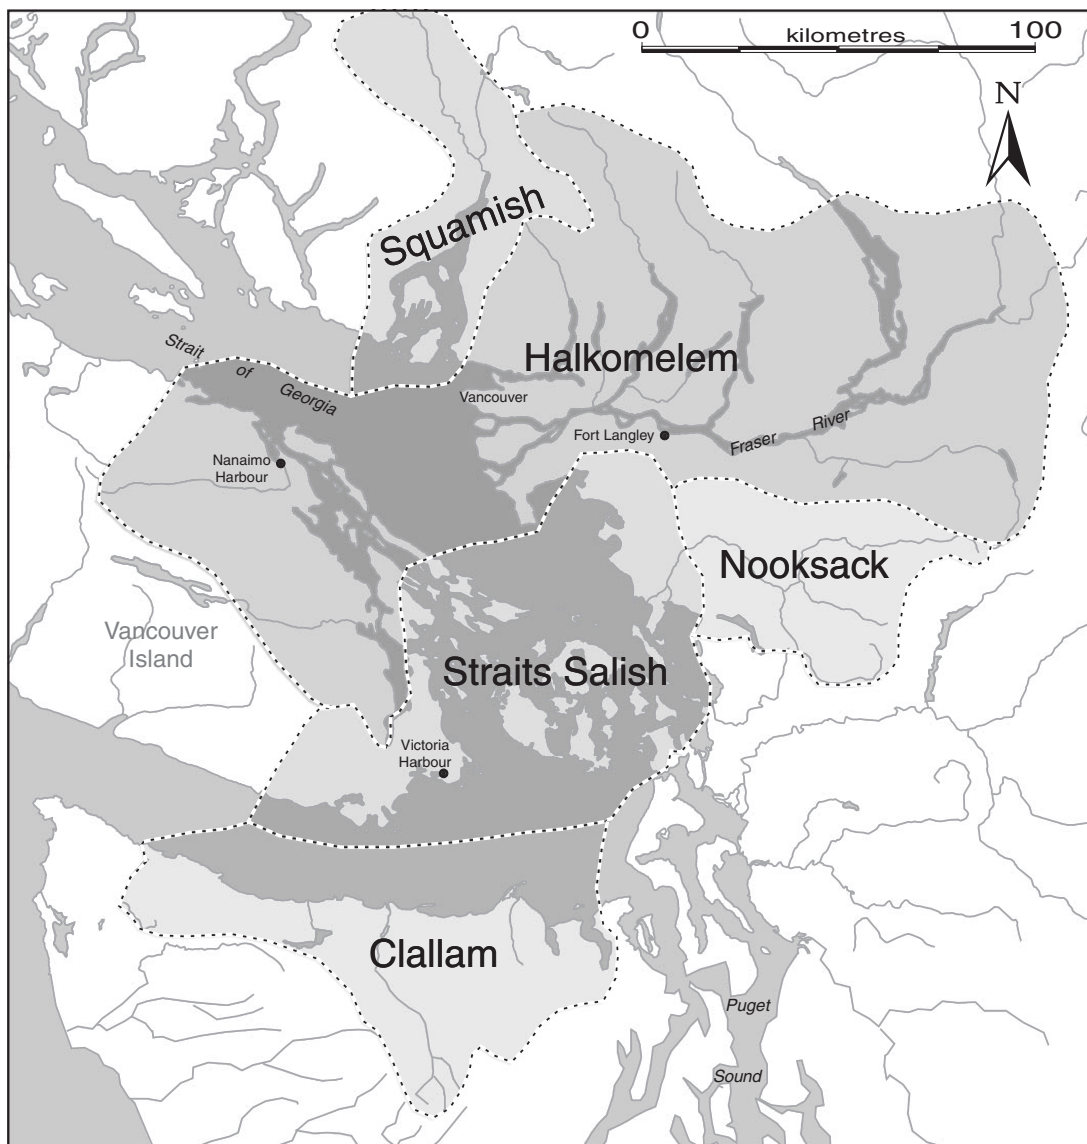 0 100
kilometres
N
Squamish
Halkomelem
Strait
of
Georgia
Vancouver
Fort Langley
Fraser River
Nanaimo
Harbour
Nooksack
Vancouver
Island
Straits Salish
Victoria
Harbour
Clallam
Puget
Sound